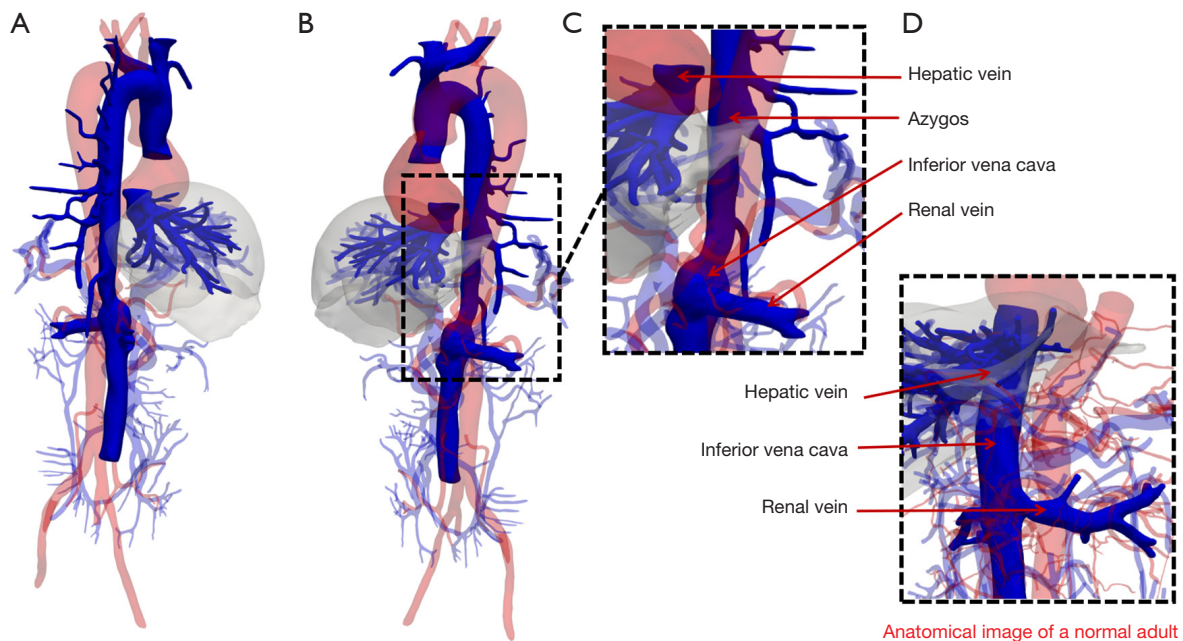 A
B
C
D
Hepatic vein
Azygos
Inferior vena cava
Renal vein
Hepatic vein
Inferior vena cava
Renal vein
Anatomical image of a normal adult